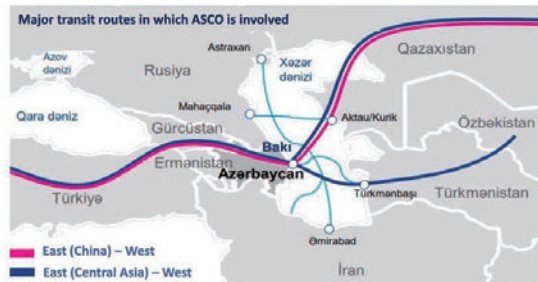 Major transit routes in which ASCO is involved
Astraxan
Xəzər
dənizi
Qazaxıstan
Azov
dənizi
Rusiya
Mahaçqala
Qara dəniz
Aktau/Kurik
Özbəkistan
Gürcüstan
Bakı
Ermənistan
Azərbaycan
Türkmənbaşı
Türkmənistan
Türkiyə
Əmirabad
East (China) – West
East (Central Asia) – West
İran